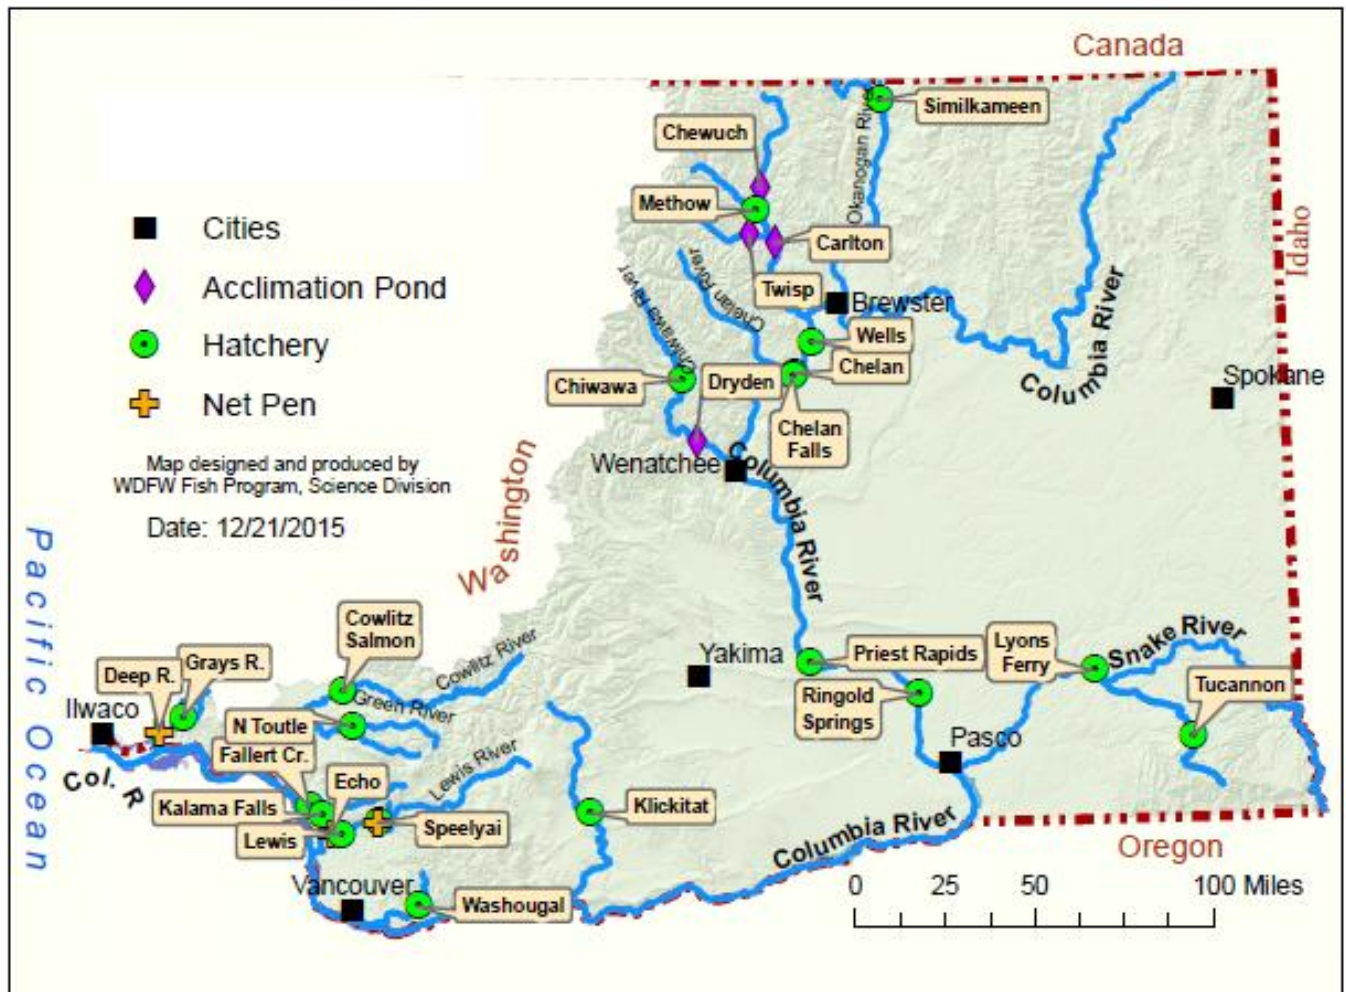 Canada
Similkameen
Chewuch
Okanogan River
Methow
Cities
Carlton
Idaho
Acclimation Pond
Twisp
Chelan River
Chiwawa River
Brewster
Columbia River
Hatchery
Wells
Chelan
Dryden
Chiwawa
Spokane
Net Pen
Chelan
Falls
Wenatchee
Columbia River
Map designed and produced by
WDFW Fish Program, Science Division
Date: 12/21/2015
Washington
Pacific Ocean
Cowlitz
Salmon
Cowlitz River
Grays R.
Deep R.
Yakima
Priest Rapids
Lyons
Ferry
Snake River
Tucannon
Ringold
Springs
Ilwaco
Green River
N Toutle
Fallert Cr.
Pasco
Col. R
Echo
Lewis River
Kalama Falls
Klickitat
Speelyai
Lewis
Columbia River
Oregon
Vancouver
Washougal
0 25 50 100 Miles